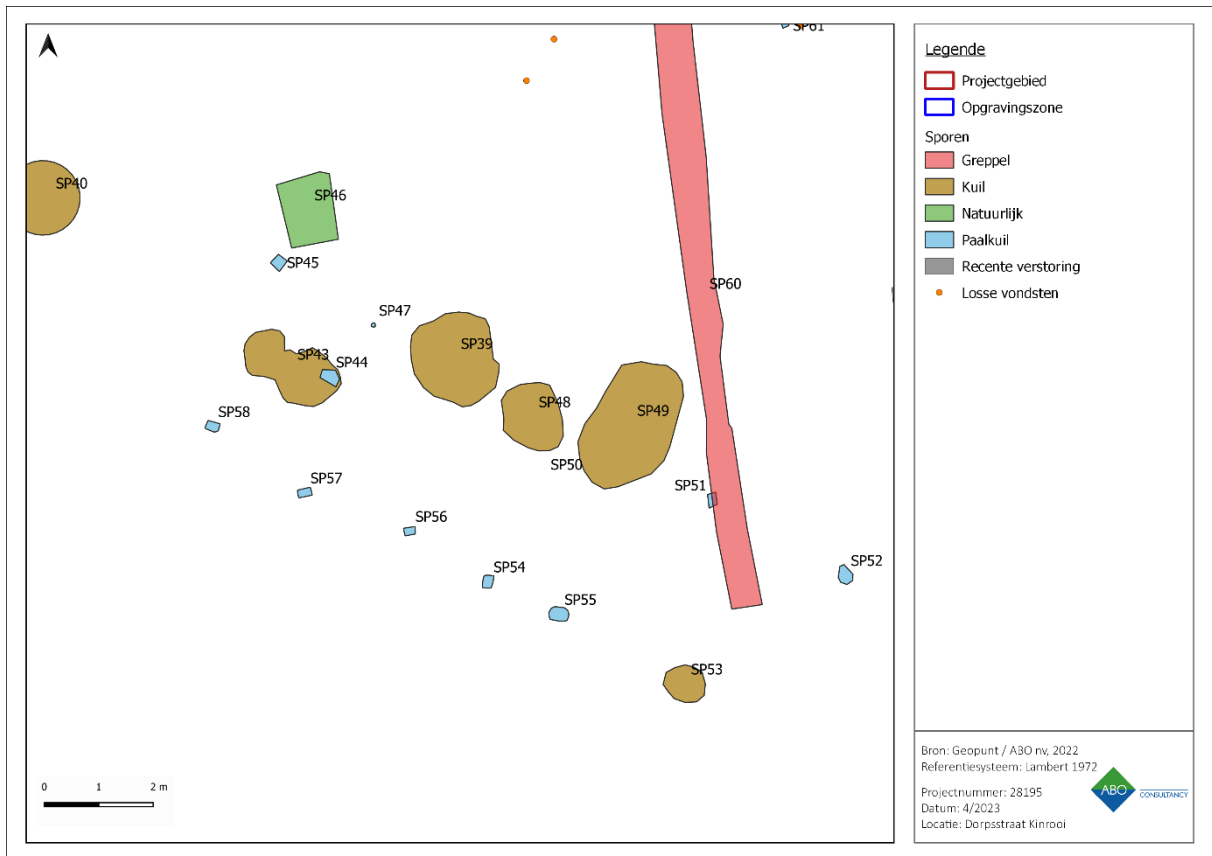 SP61
SP40
SP46
SP45
SP47
SP60
SP39
SP43
SP44
SP48
SP49
SP58
SP50
SP57
SP51
SP56
SP52
SP54
SP55
SP53
0 1 2 m
Legende
Projectgebied
Opgravingszone
Sporen
Greppel
Kuil
Natuurlijk
Paalkuil
Recente verstoring
Losse vondsten
Bron: Geopunt / ABO nv, 2022
Referentiesysteem: Lambert 1972
Projectnummer: 28195
Datum: 4/2023
Locatie: Dorpsstraat Kinrooi
ABO
CONSULTANCY